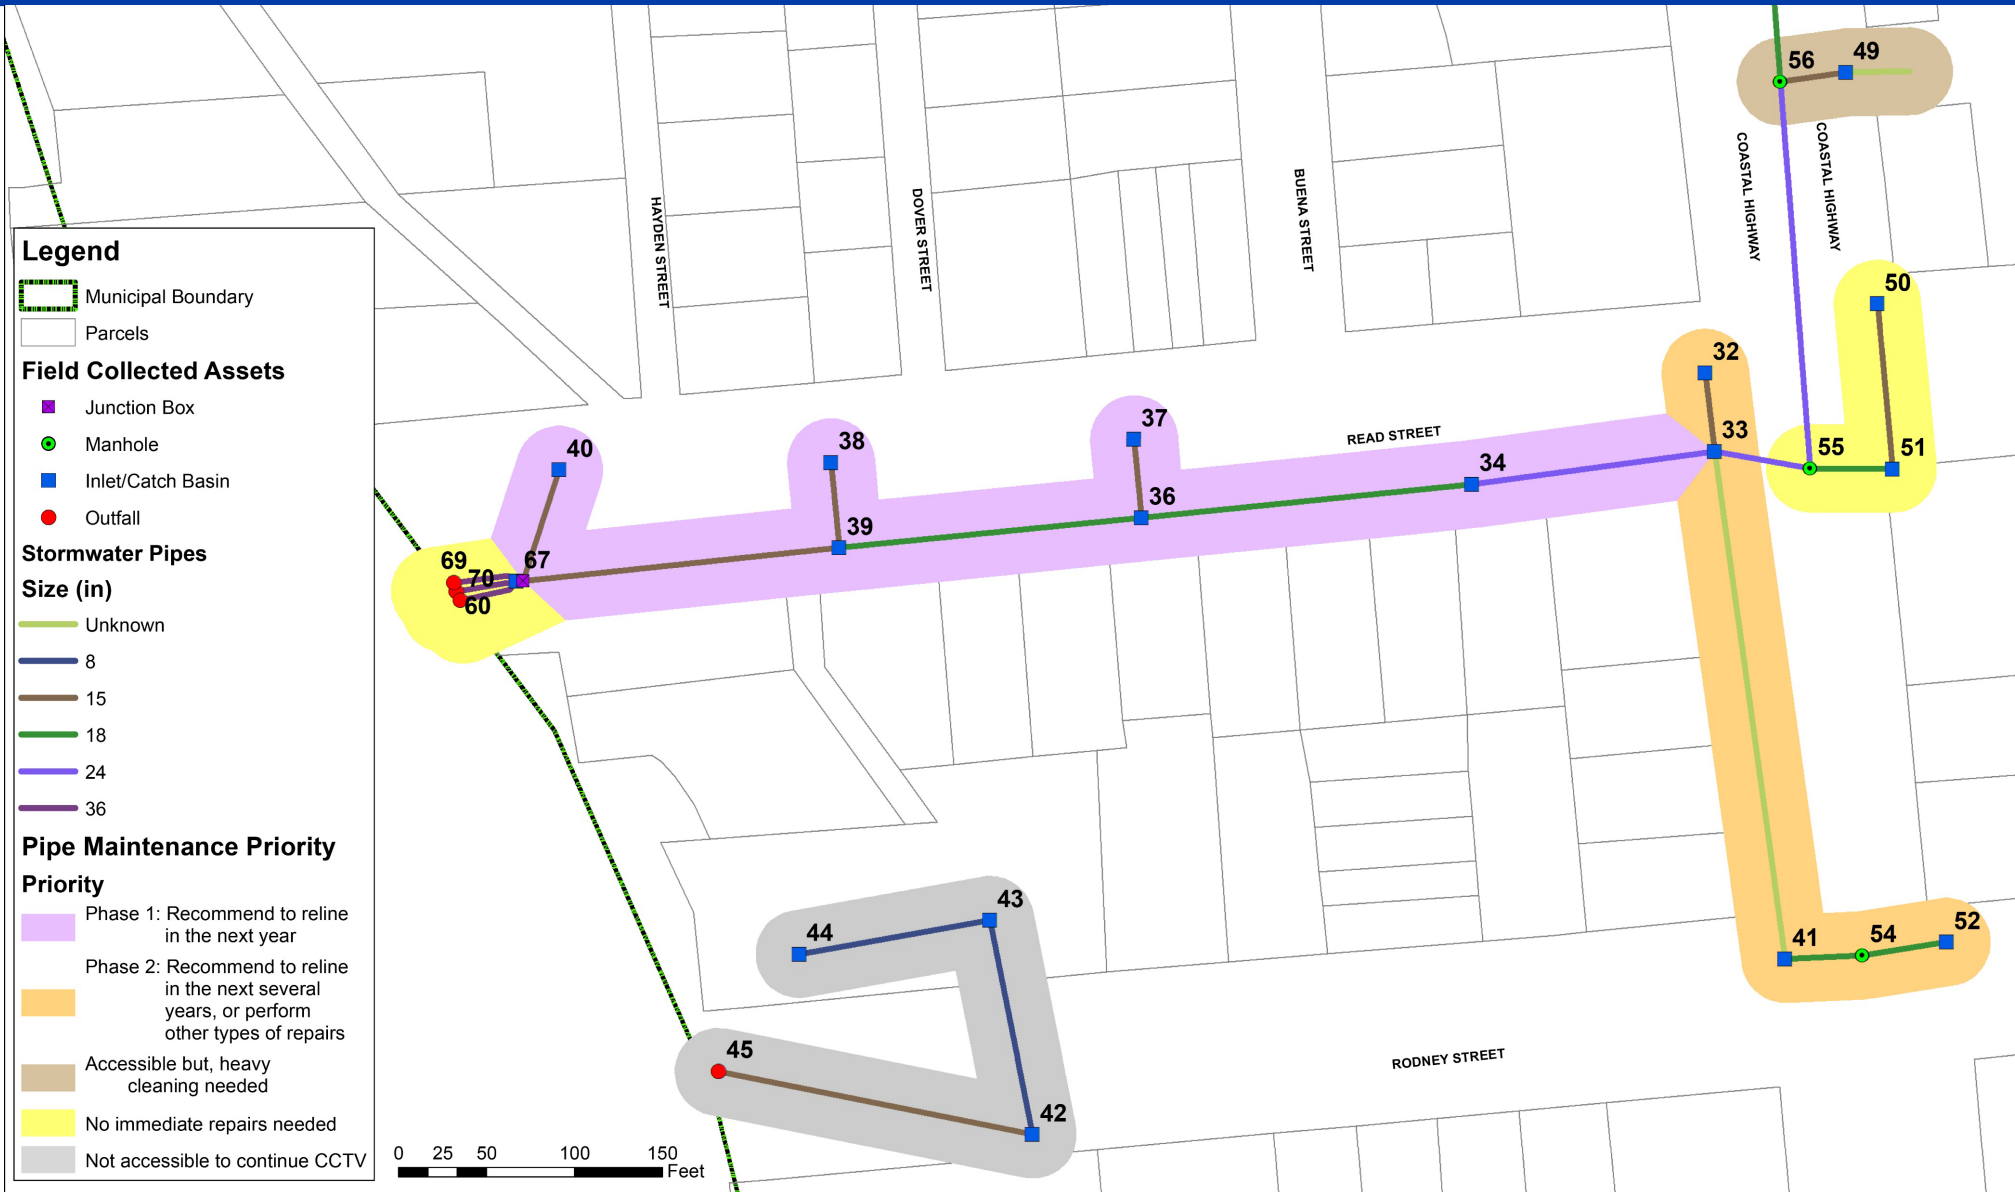 Legend
Municipal Boundary
Parcels
Field Collected Assets
Junction Box
Manhole
Inlet/Catch Basin
Outfall
Stormwater Pipes
Size (in)
Unknown
8
15
18
24
36
Pipe Maintenance Priority
Priority
Phase 1: Recommend to reline
in the next year
Phase 2: Recommend to reline
in the next several
years, or perform
other types of repairs
Accessible but, heavy
cleaning needed
No immediate repairs needed
Not accessible to continue CCTV
56
49
COASTAL HIGHWAY
COASTAL HIGHWAY
HAYDEN STREET
DOVER STREET
BUENA STREET
50
32
33
55
51
READ STREET
34
37
36
38
39
40
67
69
70
60
43
44
41
54
52
45
42
RODNEY STREET
0 25 50 100 150
Feet